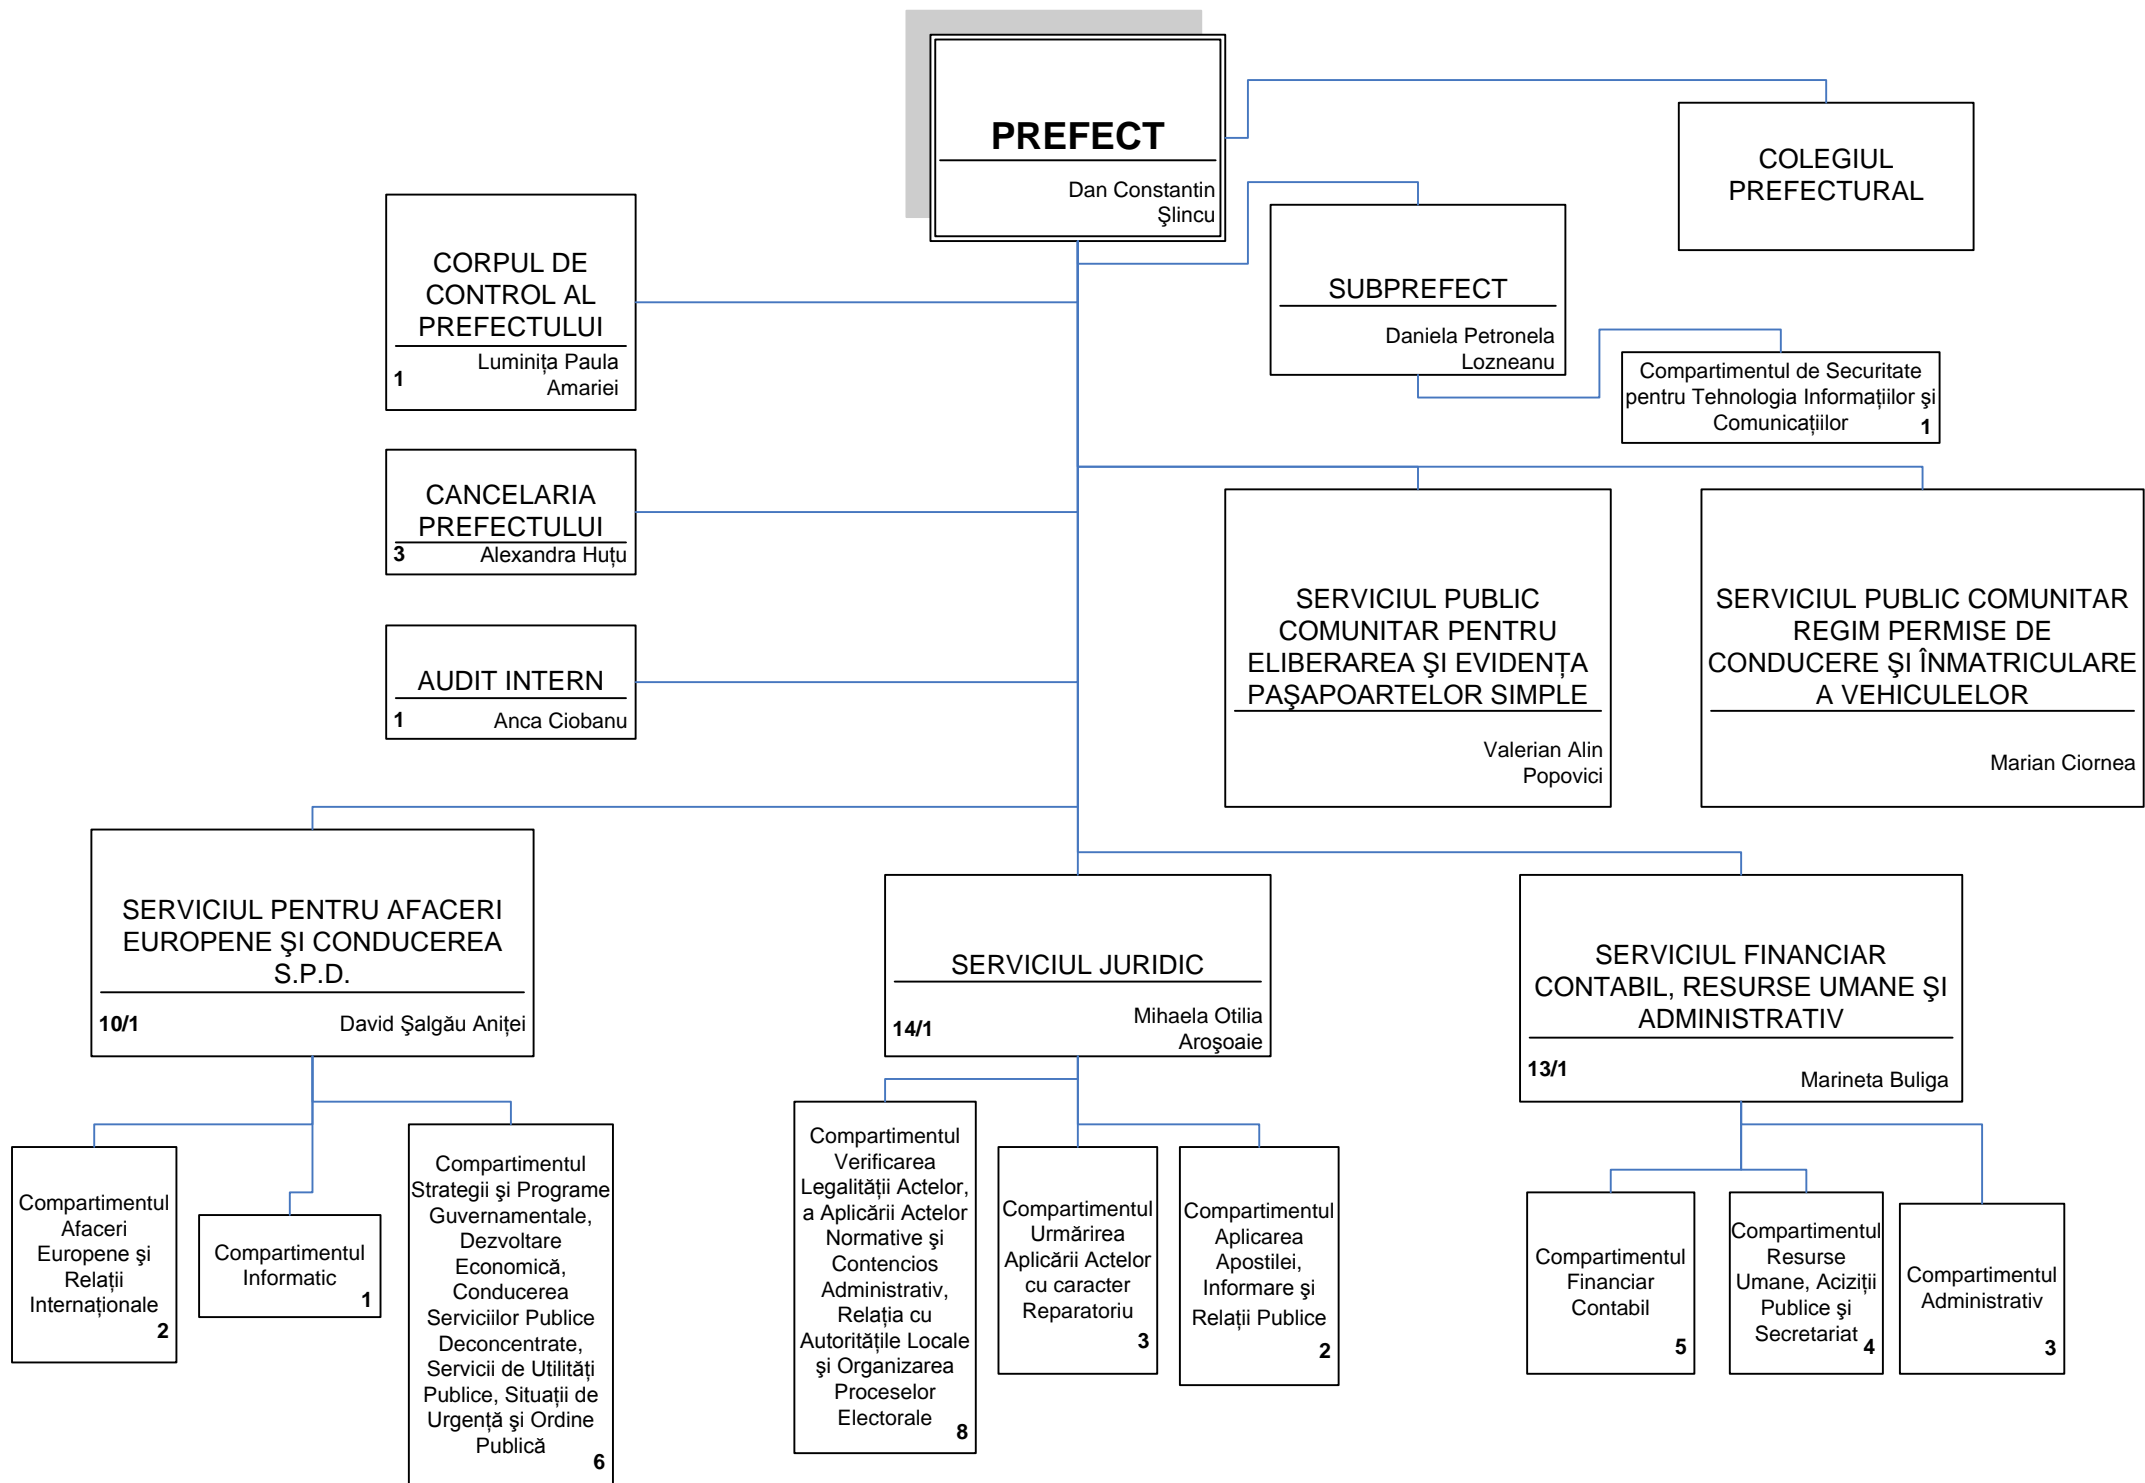 PREFECT
Dan Constantin
Şlincu
COLEGIUL
PREFECTURAL
CORPUL DE
CONTROL AL
PREFECTULUI
Luminița Paula
Amariei
1
SUBPREFECT
Daniela Petronela
Lozneanu
Compartimentul de Securitate
pentru Tehnologia Informațiilor şi
Comunicațiilor
1
CANCELARIA
PREFECTULUI
3
Alexandra Huțu
AUDIT INTERN
1
Anca Ciobanu
SERVICIUL PUBLIC
COMUNITAR PENTRU
ELIBERAREA ŞI EVIDENȚA
PAŞAPOARTELOR SIMPLE
Valerian Alin
Popovici
SERVICIUL PUBLIC COMUNITAR
REGIM PERMISE DE
CONDUCERE ŞI ÎNMATRICULARE
A VEHICULELOR
Marian Ciornea
SERVICIUL PENTRU AFACERI
EUROPENE ŞI CONDUCEREA
S.P.D.
10/1
David Şalgău Aniței
SERVICIUL JURIDIC
14/1
Mihaela Otilia
Aroşoaie
SERVICIUL FINANCIAR
CONTABIL, RESURSE UMANE ŞI
ADMINISTRATIV
13/1
Marineta Buliga
Compartimentul
Afaceri
Europene şi
Relații
Internaționale
2
Compartimentul
Informatic
1
Compartimentul
Strategii şi Programe
Guvernamentale,
Dezvoltare
Economică,
Conducerea
Serviciilor Publice
Deconcentrate,
Servicii de Utilități
Publice, Situații de
Urgență şi Ordine
Publică
6
Compartimentul
Verificarea
Legalității Actelor,
a Aplicării Actelor
Normative şi
Contencios
Administrativ,
Relația cu
Autoritățile Locale
şi Organizarea
Proceselor
Electorale
8
Compartimentul
Urmărirea
Aplicării Actelor
cu caracter
Reparatoriu
3
Compartimentul
Aplicarea
Apostilei,
Informare şi
Relații Publice
2
Compartimentul
Financiar
Contabil
5
Compartimentul
Resurse
Umane, Aciziții
Publice şi
Secretariat
4
Compartimentul
Administrativ
3